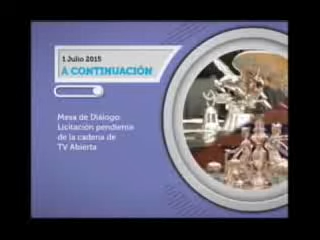 1 Julio 2015
A CONTINUACIÓN
Mesa de Diálogo:
Licitación pendiente
de la cadena de
TV Abierta